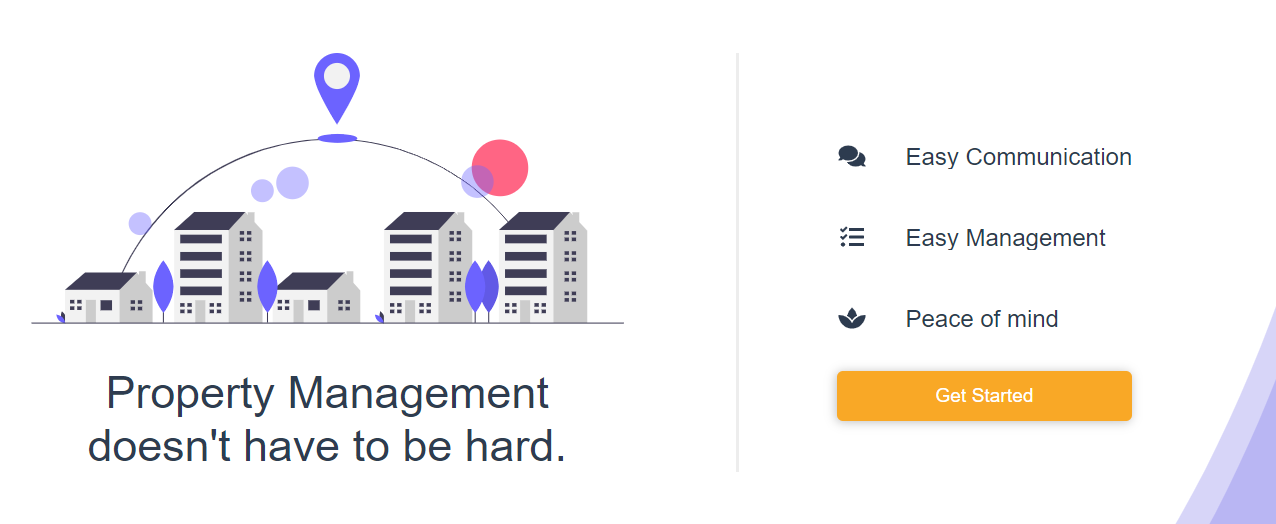 Property Management
doesn't have to be hard.
Easy Communication
Easy Management
Peace of mind
Get Started